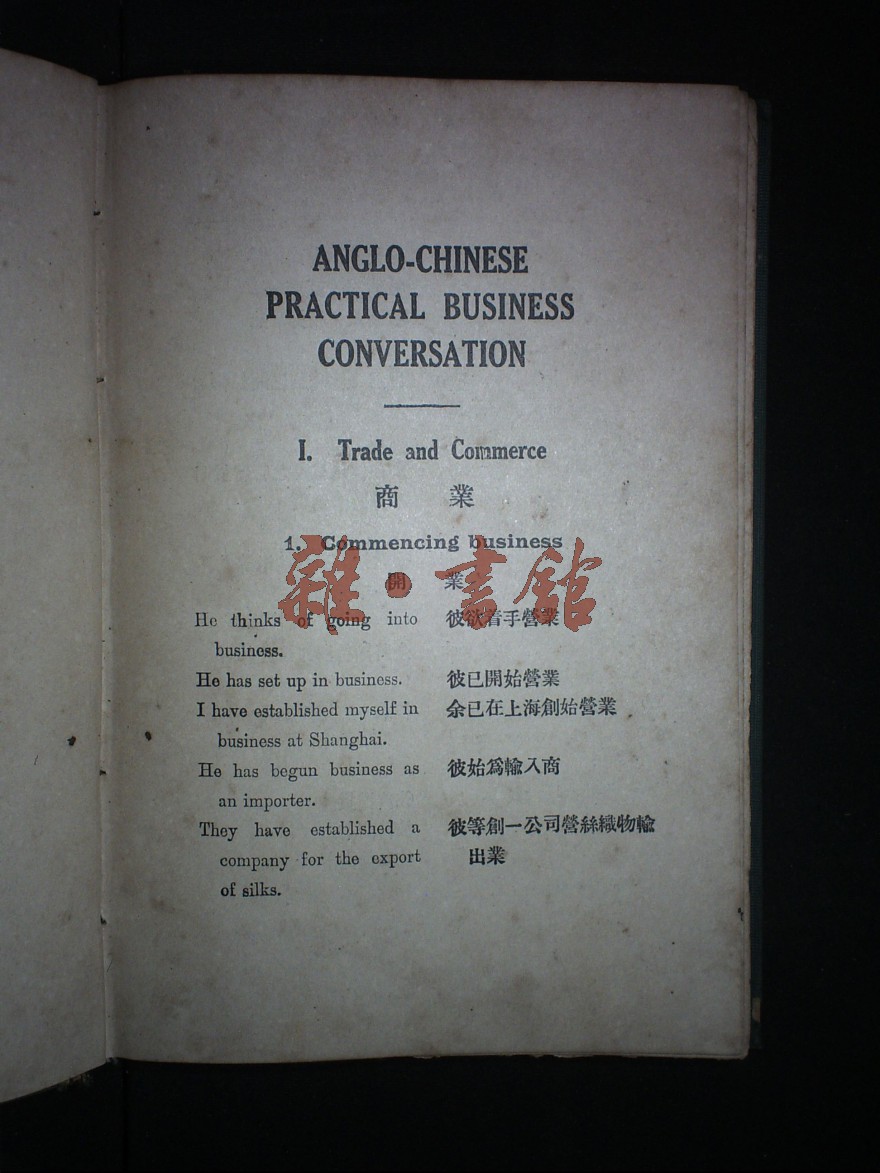 ANGLO-CHINESE
PRACTICAL BUSINESS
CONVERSATION
I. Trade and Commerce
商 業
1. Commencing business
開 業
雜·書館
He thinks of going into 彼欲着手營業
business.
He has set up in business. 彼已開始營業
I have established myself in 余已在上海創始營業
business at Shanghai.
He has begun business as 彼始爲輸入商
an importer.
They have established a 彼等創一公司營絲織物輸
company for the export 出業
of silks.